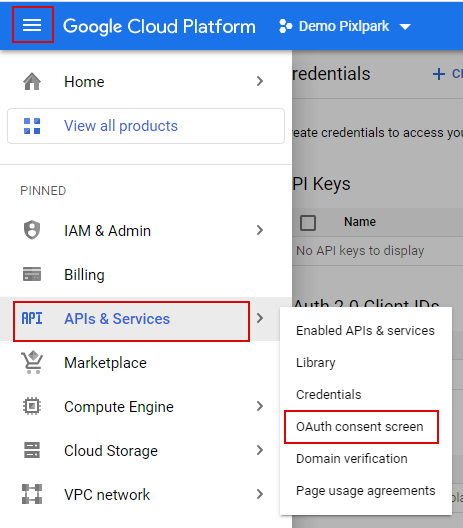 Google Cloud Platform
Demo Pixlpark
Home
View all products
PINNED
IAM & Admin
Billing
APIs & Services
Marketplace
Compute Engine
Cloud Storage
VPC network
redentials
reate credentials to access you
PI Keys
Name
No API keys to display
Auth 2.0 Client IDs
Enabled APIs & services
Library
Credentials
OAuth consent screen
Domain verification
Page usage agreements